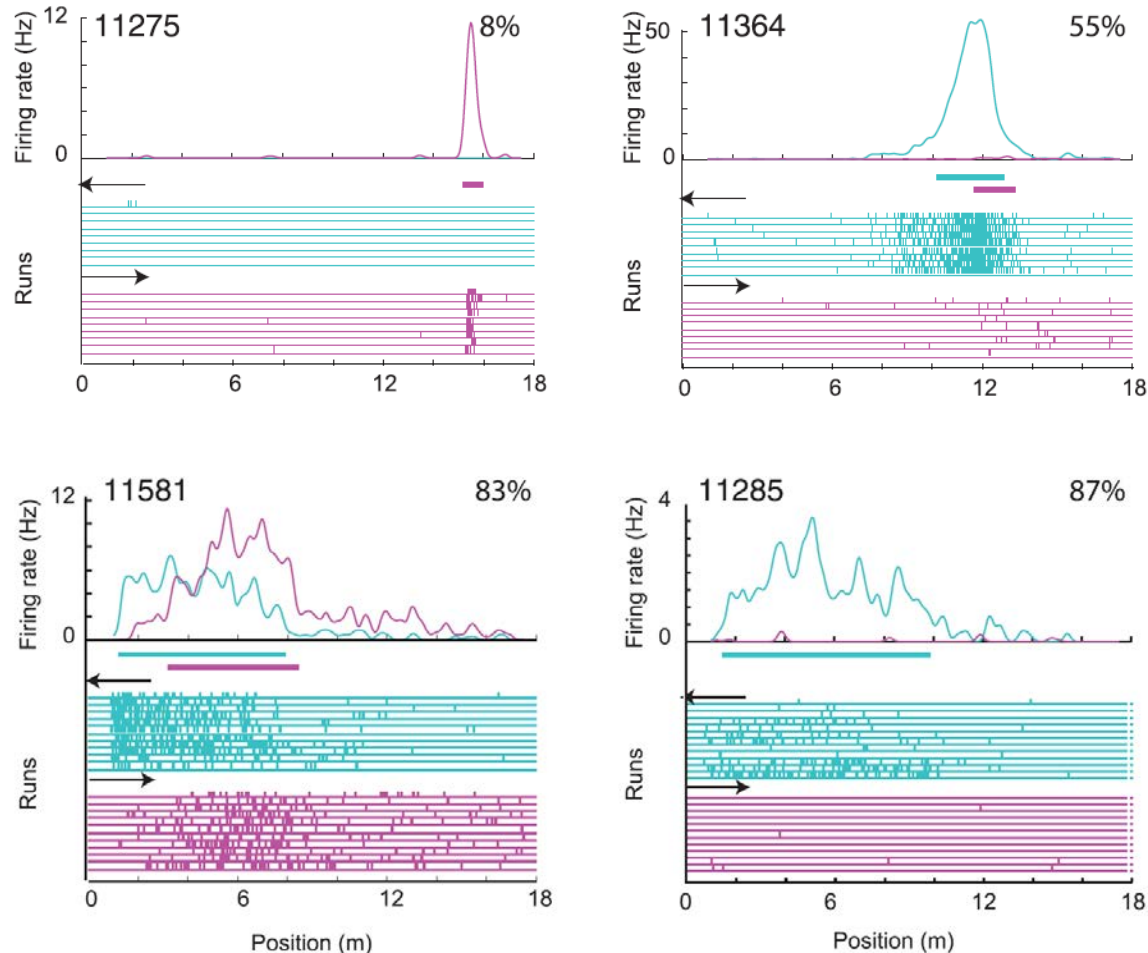 11275 8%
Firing rate (Hz)
12
0
Runs
0 6 12 18
11364 55%
Firing rate (Hz)
50
0
Runs
0 6 12 18
11581 83%
Firing rate (Hz)
12
0
Runs
0 6 12 18
Position (m)
11285 87%
Firing rate (Hz)
4
2
0
Runs
0 6 12 18
Position (m)